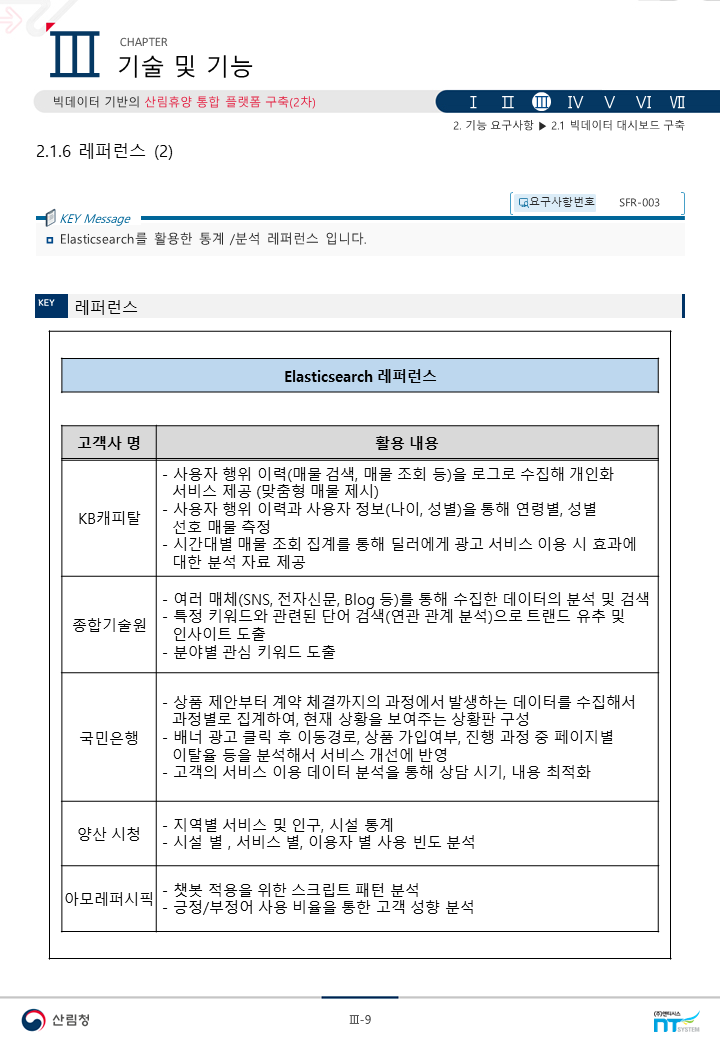 Ⅲ
CHAPTER
기술 및 기능
빅데이터 기반의 산림휴양 통합 플랫폼 구축(2차)
Ⅰ Ⅱ Ⅲ Ⅳ Ⅴ Ⅵ Ⅶ
2. 기능 요구사항 ▶ 2.1 빅데이터 대시보드 구축
2.1.6 레퍼런스 (2)
요구사항번호 SFR-003
KEY Message
Elasticsearch를 활용한 통계 /분석 레퍼런스 입니다.
KEY 레퍼런스
Elasticsearch 레퍼런스
고객사 명 활용 내용
KB캐피탈
- 사용자 행위 이력(매물 검색, 매물 조회 등)을 로그로 수집해 개인화
서비스 제공 (맞춤형 매물 제시)
- 사용자 행위 이력과 사용자 정보(나이, 성별)을 통해 연령별, 성별
선호 매물 측정
- 시간대별 매물 조회 집계를 통해 딜러에게 광고 서비스 이용 시 효과에
대한 분석 자료 제공
종합기술원
- 여러 매체(SNS, 전자신문, Blog 등)를 통해 수집한 데이터의 분석 및 검색
- 특정 키워드와 관련된 단어 검색(연관 관계 분석)으로 트랜드 유추 및
인사이트 도출
- 분야별 관심 키워드 도출
국민은행
- 상품 제안부터 계약 체결까지의 과정에서 발생하는 데이터를 수집해서
과정별로 집계하여, 현재 상황을 보여주는 상황판 구성
- 배너 광고 클릭 후 이동경로, 상품 가입여부, 진행 과정 중 페이지별
이탈율 등을 분석해서 서비스 개선에 반영
- 고객의 서비스 이용 데이터 분석을 통해 상담 시기, 내용 최적화
양산 시청
- 지역별 서비스 및 인구, 시설 통계
- 시설 별 , 서비스 별, 이용자 별 사용 빈도 분석
아모레퍼시픽
- 챗봇 적용을 위한 스크립트 패턴 분석
- 긍정/부정어 사용 비율을 통한 고객 성향 분석
산림청
Ⅲ-9
(주)엔티시스
NT SYSTEM